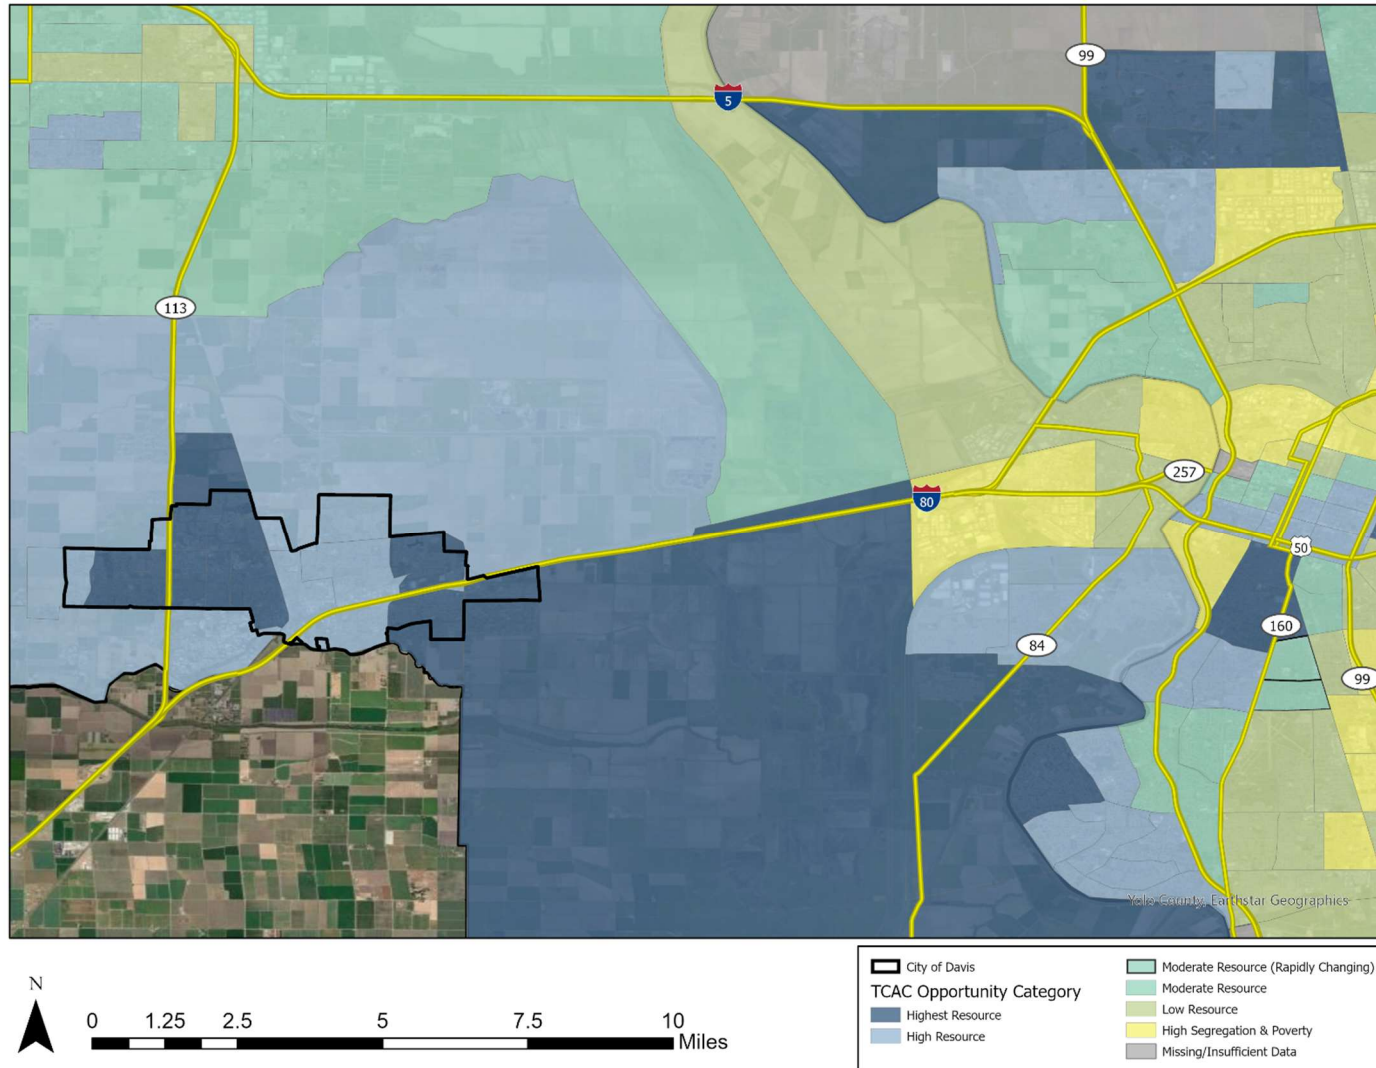 99
5
113
257
80
50
160
84
99
Yolo County, Earthstar Geographics
N
0 1.25 2.5 5 7.5 10
Miles
City of Davis
TCAC Opportunity Category
Highest Resource
High Resource
Moderate Resource (Rapidly Changing)
Moderate Resource
Low Resource
High Segregation & Poverty
Missing/Insufficient Data